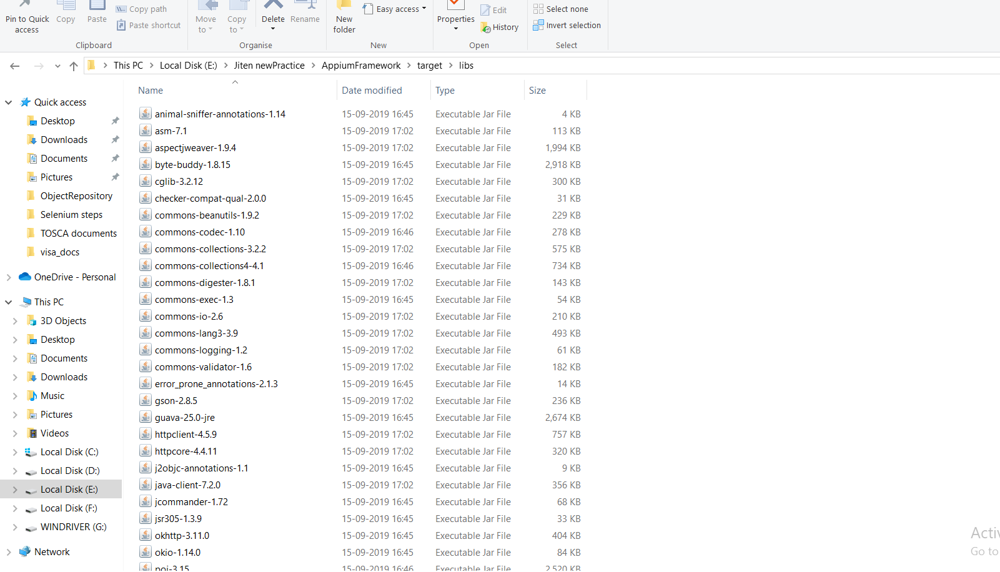 Pin to Quick access
Copy
Paste
Copy path
Paste shortcut
Clipboard
Move to
Copy to
Delete
Rename
Organise
New folder
Easy access
New
Properties
Edit
History
Open
Select none
Invert selection
Select
This PC > Local Disk (E:) > Jiten newPractice > AppiumFramework > target > libs
Quick access
Desktop
Downloads
Documents
Pictures
ObjectRepository
Selenium steps
TOSCA documents
visa_docs
OneDrive - Personal
This PC
3D Objects
Desktop
Documents
Downloads
Music
Pictures
Videos
Local Disk (C:)
Local Disk (D:)
Local Disk (E:)
Local Disk (F:)
WINDRIVER (G:)
Network
Name Date modified Type Size
animal-sniffer-annotations-1.14 15-09-2019 16:45 Executable Jar File 4 KB
asm-7.1 15-09-2019 17:02 Executable Jar File 113 KB
aspectjweaver-1.9.4 15-09-2019 17:02 Executable Jar File 1,994 KB
byte-buddy-1.8.15 15-09-2019 16:45 Executable Jar File 2,918 KB
cglib-3.2.12 15-09-2019 17:02 Executable Jar File 300 KB
checker-compat-qual-2.0.0 15-09-2019 16:45 Executable Jar File 31 KB
commons-beanutils-1.9.2 15-09-2019 17:02 Executable Jar File 229 KB
commons-codec-1.10 15-09-2019 16:46 Executable Jar File 278 KB
commons-collections-3.2.2 15-09-2019 17:02 Executable Jar File 575 KB
commons-collections4-4.1 15-09-2019 16:46 Executable Jar File 734 KB
commons-digester-1.8.1 15-09-2019 17:02 Executable Jar File 143 KB
commons-exec-1.3 15-09-2019 16:45 Executable Jar File 54 KB
commons-io-2.6 15-09-2019 17:02 Executable Jar File 210 KB
commons-lang3-3.9 15-09-2019 17:02 Executable Jar File 493 KB
commons-logging-1.2 15-09-2019 17:02 Executable Jar File 61 KB
commons-validator-1.6 15-09-2019 17:02 Executable Jar File 182 KB
error_prone_annotations-2.1.3 15-09-2019 16:45 Executable Jar File 14 KB
gson-2.8.5 15-09-2019 17:02 Executable Jar File 236 KB
guava-25.0-jre 15-09-2019 16:45 Executable Jar File 2,674 KB
httpclient-4.5.9 15-09-2019 17:02 Executable Jar File 757 KB
httpcore-4.4.11 15-09-2019 17:02 Executable Jar File 320 KB
j2objc-annotations-1.1 15-09-2019 16:45 Executable Jar File 9 KB
java-client-7.2.0 15-09-2019 17:02 Executable Jar File 356 KB
jcommander-1.72 15-09-2019 16:45 Executable Jar File 68 KB
jsr305-1.3.9 15-09-2019 16:45 Executable Jar File 33 KB
okhttp-3.11.0 15-09-2019 16:45 Executable Jar File 404 KB
okio-1.14.0 15-09-2019 16:45 Executable Jar File 84 KB
poi-3.15 15-09-2019 16:46 Executable Jar File 2,520 KB
Activ
Go to